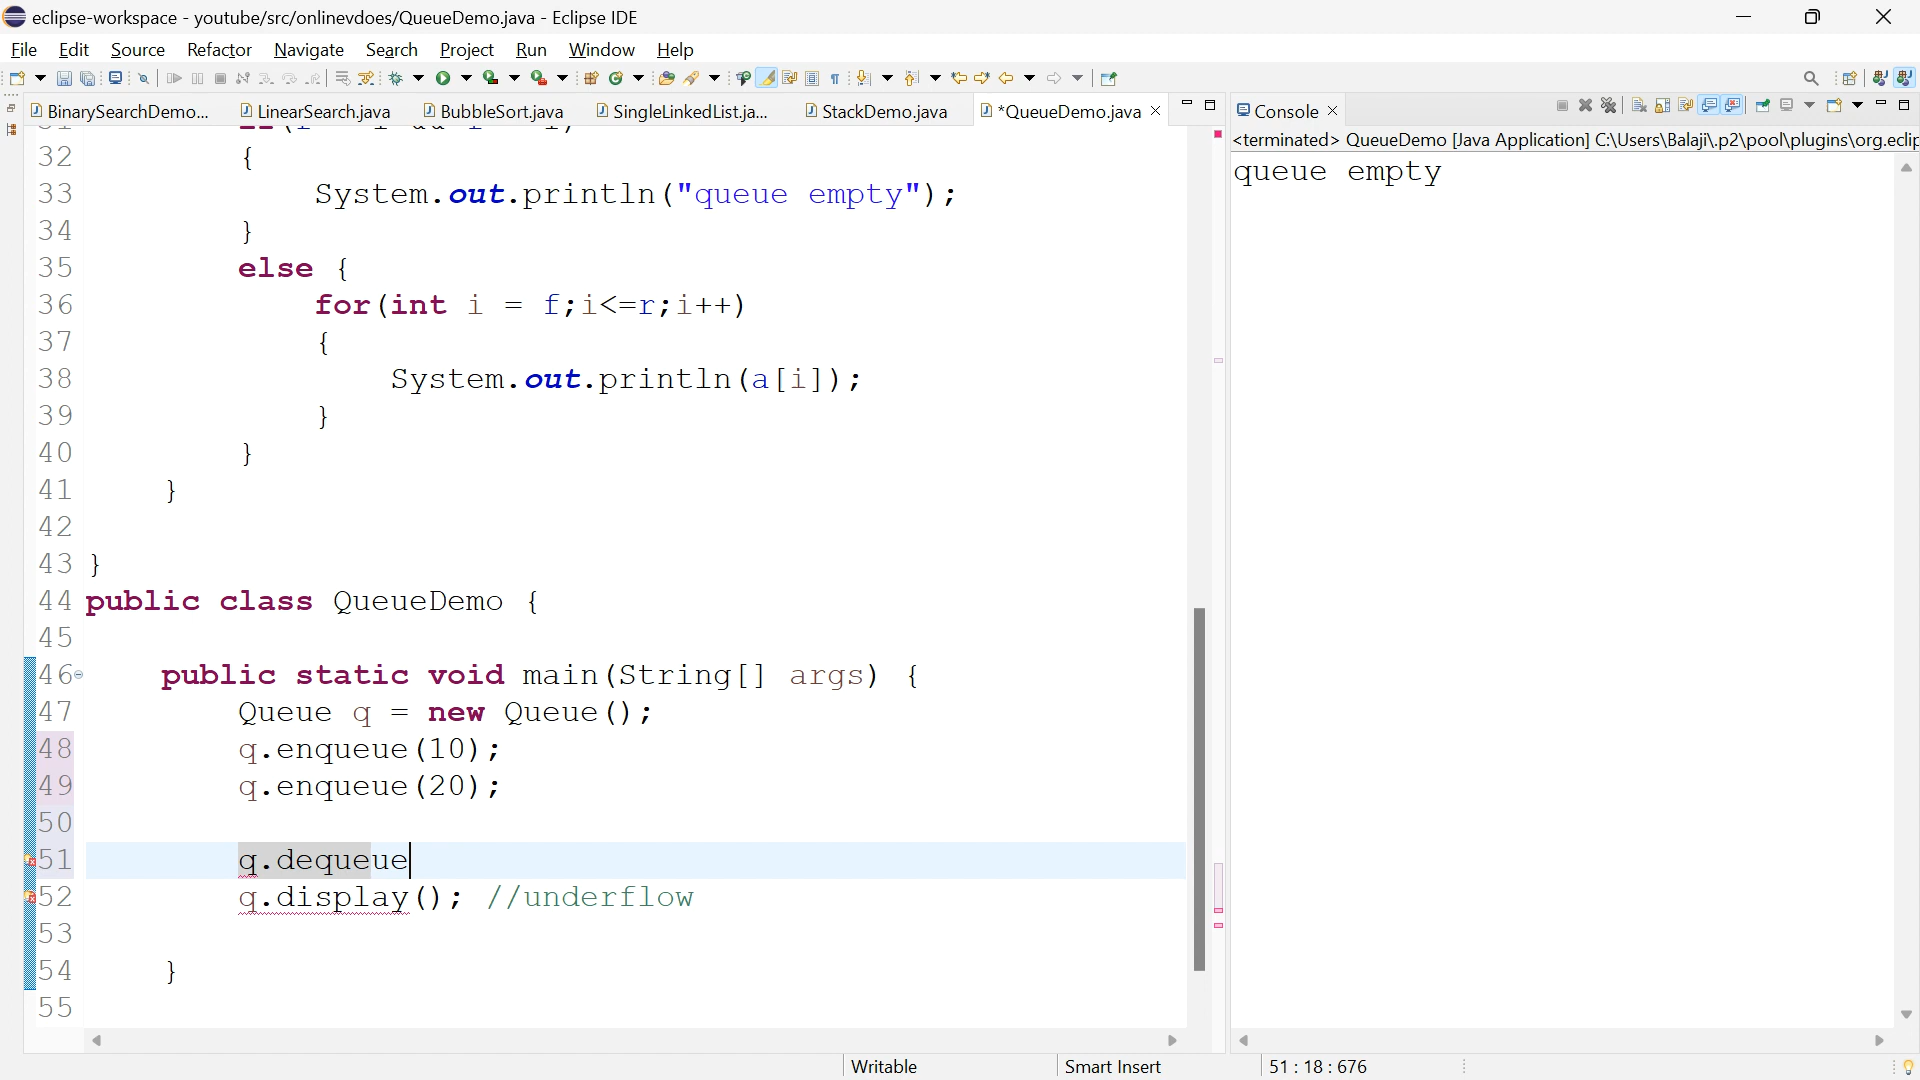 eclipse-workspace - youtube/src/onlinevdoes/QueueDemo.java - Eclipse IDE
File Edit Source Refactor Navigate Search Project Run Window Help
BinarySearchDemo... LinearSearch.java BubbleSort.java SingleLinkedList.ja... StackDemo.java *QueueDemo.java
Console
<terminated> QueueDemo [Java Application] C:\Users\Balaji\.p2\pool\plugins\org.eclip
queue empty
32 {
33 System.out.println("queue empty");
34 }
35 else {
36 for(int i = f;i<=r;i++)
37 {
38 System.out.println(a[i]);
39 }
40 }
41 }
42
43 }
44 public class QueueDemo {
45
46 public static void main(String[] args) {
47 Queue q = new Queue();
48 q.enqueue(10);
49 q.enqueue(20);
50
51 q.dequeue
52 q.display(); //underflow
53
54 }
55
Writable Smart Insert 51 : 18 : 676